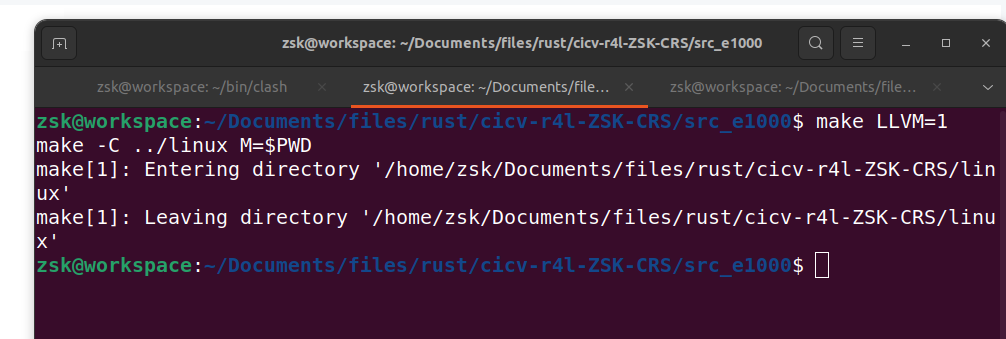 zsk@workspace: ~/Documents/files/rust/cicv-r4l-ZSK-CRS/src_e1000
zsk@workspace: ~/bin/clash
zsk@workspace: ~/Documents/file...
zsk@workspace: ~/Documents/file...
zsk@workspace:~/Documents/files/rust/cicv-r4l-ZSK-CRS/src_e1000$ make LLVM=1
make -C ../linux M=$PWD
make[1]: Entering directory '/home/zsk/Documents/files/rust/cicv-r4l-ZSK-CRS/lin
ux'
make[1]: Leaving directory '/home/zsk/Documents/files/rust/cicv-r4l-ZSK-CRS/linu
x'
zsk@workspace:~/Documents/files/rust/cicv-r4l-ZSK-CRS/src_e1000$